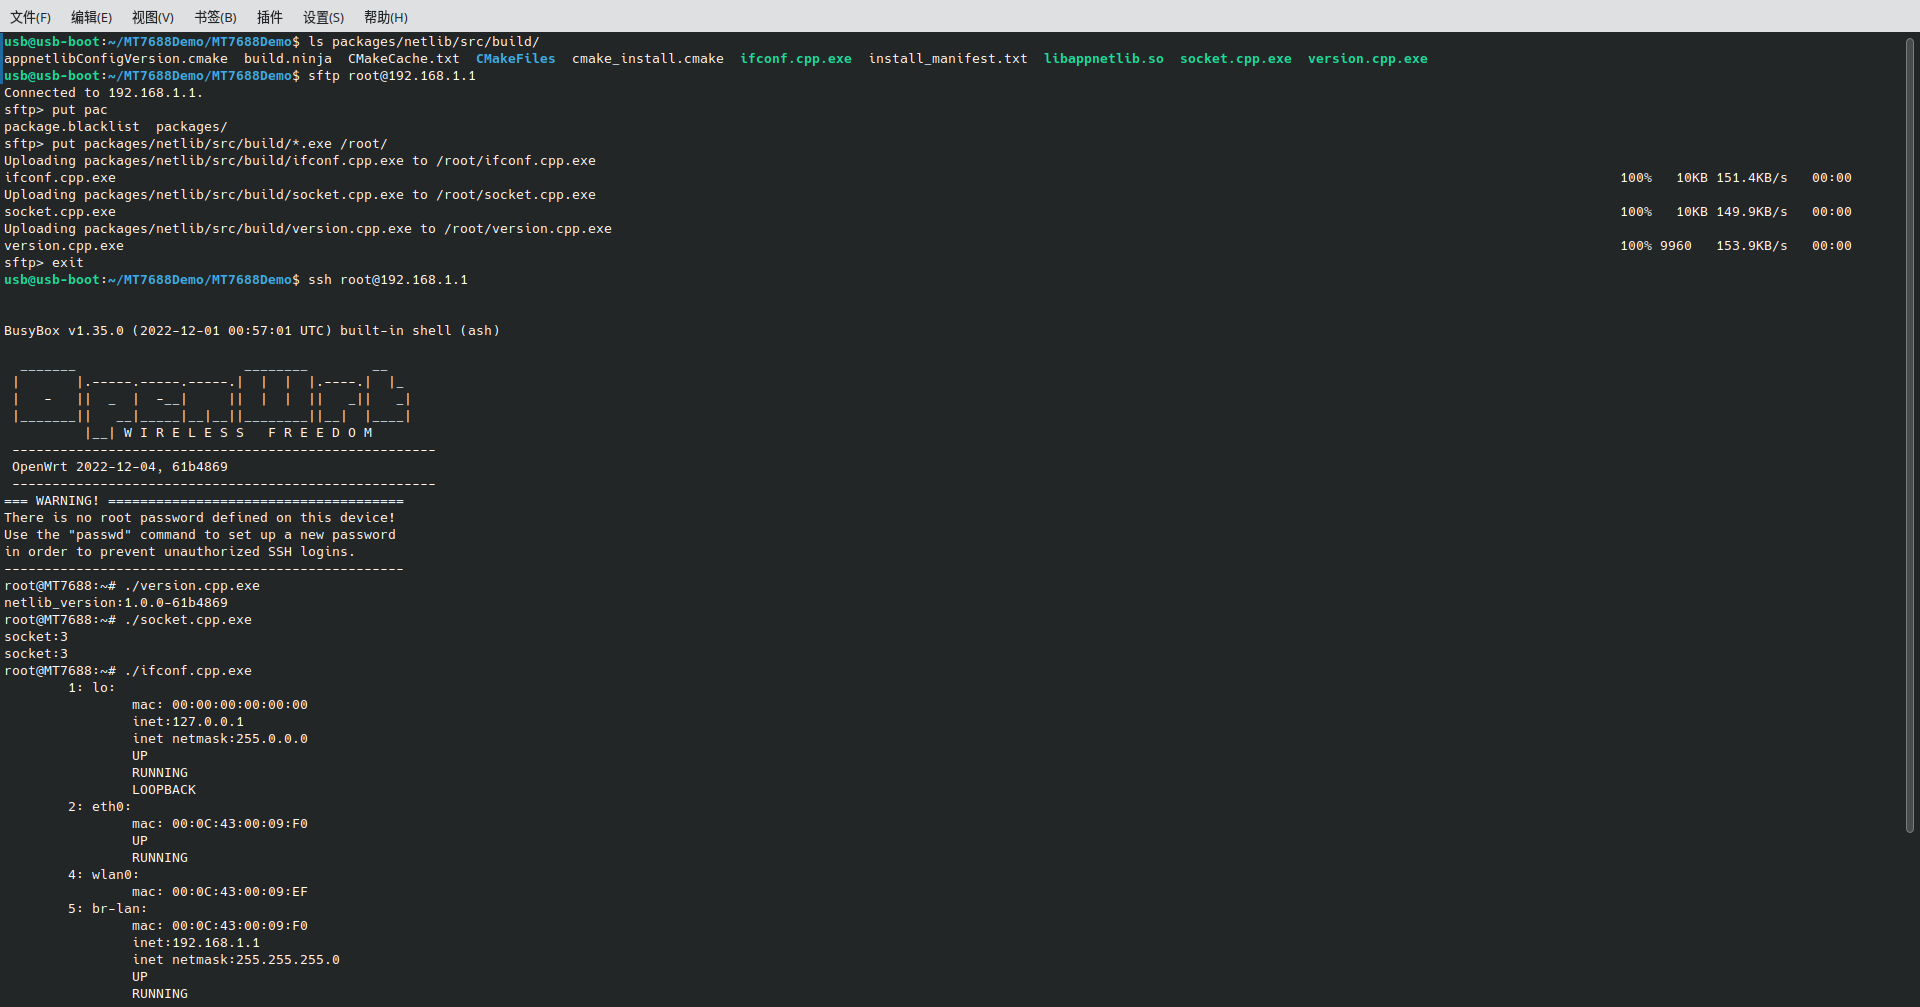 文件(F) 编辑(E) 视图(V) 书签(B) 插件 设置(S) 帮助(H)
usb@usb-boot:~/MT7688Demo/MT7688Demo$ ls packages/netlib/src/build/
appnetlibConfigVersion.cmake  build.ninja  CMakeCache.txt  CMakeFiles  cmake_install.cmake  ifconf.cpp.exe  install_manifest.txt  libappnetlib.so  socket.cpp.exe  version.cpp.exe
usb@usb-boot:~/MT7688Demo/MT7688Demo$ sftp root@192.168.1.1
Connected to 192.168.1.1.
sftp> put pac
package.blacklist  packages/
sftp> put packages/netlib/src/build/*.exe /root/
Uploading packages/netlib/src/build/ifconf.cpp.exe to /root/ifconf.cpp.exe
ifconf.cpp.exe 100%   10KB 151.4KB/s   00:00
Uploading packages/netlib/src/build/socket.cpp.exe to /root/socket.cpp.exe
socket.cpp.exe 100%   10KB 149.9KB/s   00:00
Uploading packages/netlib/src/build/version.cpp.exe to /root/version.cpp.exe
version.cpp.exe 100% 9960   153.9KB/s   00:00
sftp> exit
usb@usb-boot:~/MT7688Demo/MT7688Demo$ ssh root@192.168.1.1
BusyBox v1.35.0 (2022-12-01 00:57:01 UTC) built-in shell (ash)
  _______                     ________        __
 |       |.-----.-----.-----.|  |  |  |.----.|  |_
 |   -   ||  _  |  -__|     ||  |  |  ||   _||   _|
 |_______||   __|_____|__|__||________||__|  |____|
          |__| W I R E L E S S   F R E E D O M
 -----------------------------------------------------
 OpenWrt 2022-12-04, 61b4869
 -----------------------------------------------------
=== WARNING! =====================================
There is no root password defined on this device!
Use the "passwd" command to set up a new password
in order to prevent unauthorized SSH logins.
--------------------------------------------------
root@MT7688:~# ./version.cpp.exe
netlib_version:1.0.0-61b4869
root@MT7688:~# ./socket.cpp.exe
socket:3
socket:3
root@MT7688:~# ./ifconf.cpp.exe
        1: lo:
                mac: 00:00:00:00:00:00
                inet:127.0.0.1
                inet netmask:255.0.0.0
                UP
                RUNNING
                LOOPBACK
        2: eth0:
                mac: 00:0C:43:00:09:F0
                UP
                RUNNING
        4: wlan0:
                mac: 00:0C:43:00:09:EF
        5: br-lan:
                mac: 00:0C:43:00:09:F0
                inet:192.168.1.1
                inet netmask:255.255.255.0
                UP
                RUNNING